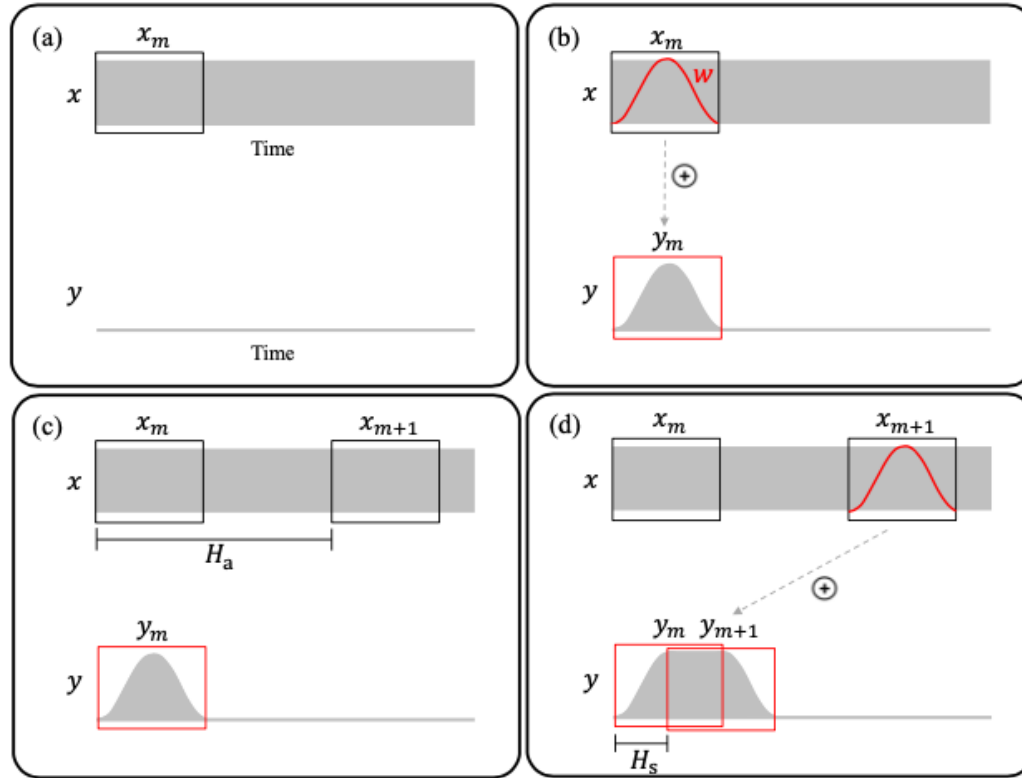 (a)
x_m
x
Time
y
Time
(b)
x_m
w
x
y_m
y
(c)
x_m x_{m+1}
x
H_a
y_m
y
(d)
x_m x_{m+1}
x
y_m y_{m+1}
y
H_s